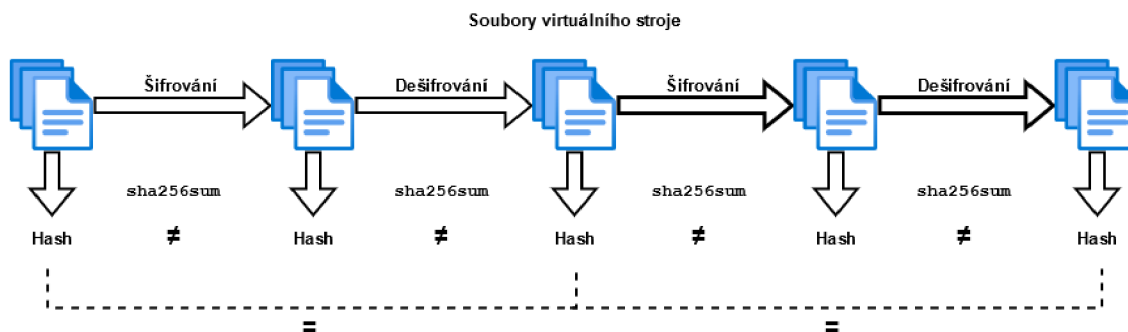 Soubory virtuálního stroje
Šifrování Dešifrování Šifrování Dešifrování
sha256sum sha256sum sha256sum sha256sum
Hash ≠ Hash ≠ Hash ≠ Hash ≠ Hash
= =